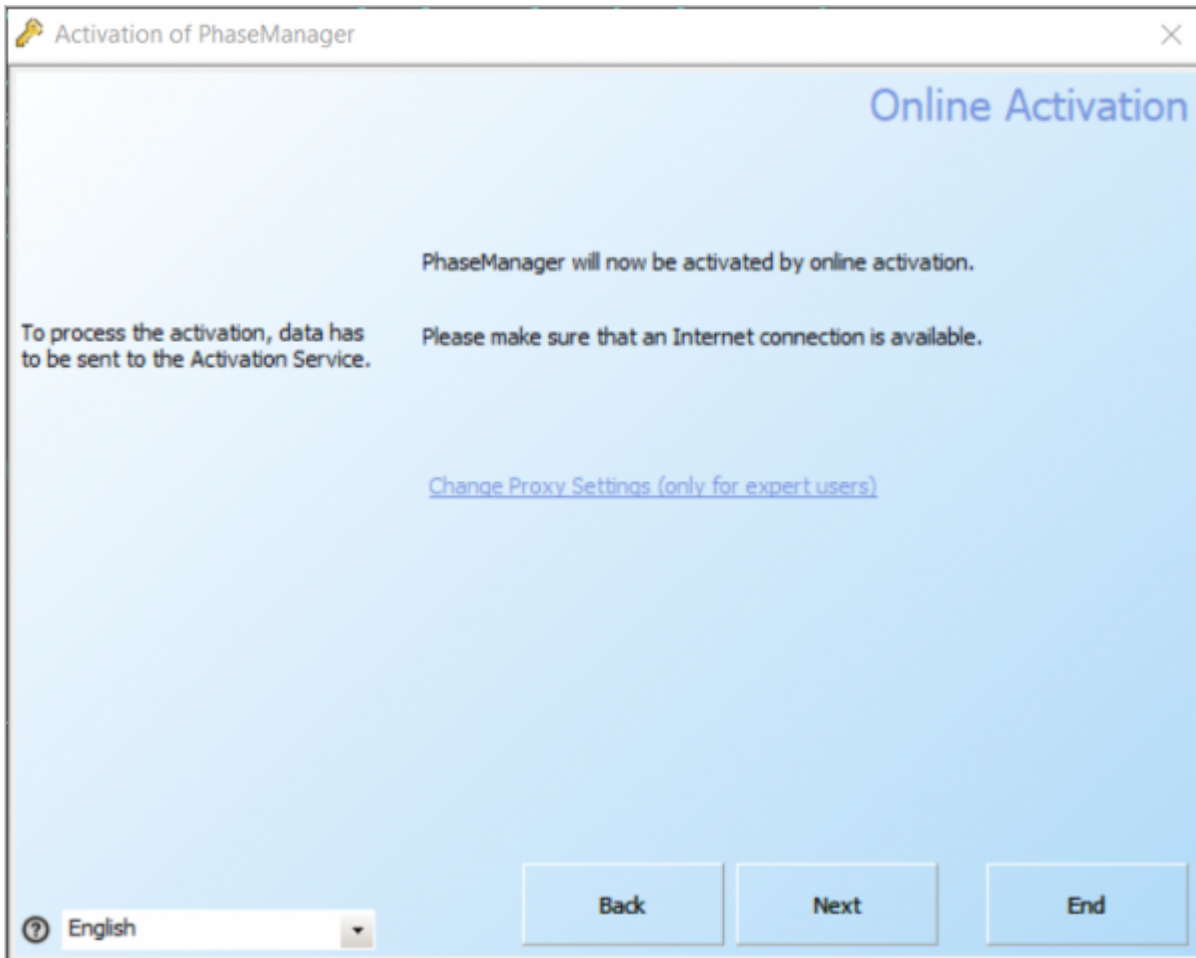 Activation of PhaseManager
Online Activation
PhaseManager will now be activated by online activation.
To process the activation, data has
to be sent to the Activation Service.
Please make sure that an Internet connection is available.
Change Proxy Settings (only for expert users)
Back
Next
End
English